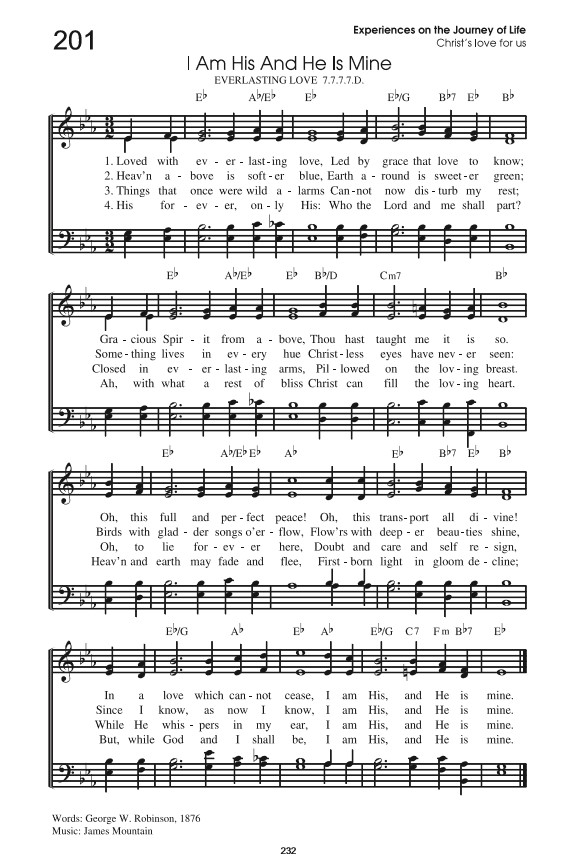 201
Experiences on the Journey of Life
Christ's love for us
I Am His And He Is Mine
EVERLASTING LOVE 7.7.7.7.D.
E♭ A♭/E♭ E♭ E♭/G B♭7 E♭ B♭
3
2
1. Loved with ev - er - last - ing love, Led by grace that love to know;
2. Heav'n a - bove is soft - er blue, Earth a - round is sweet - er green;
3. Things that once were wild a - larms Can - not now dis - turb my rest;
4. His for - ev - er, on - ly His: Who the Lord and me shall part?
3
2
E♭ A♭/E♭ E♭ B♭/D Cm7 B♭
Gra - cious Spir - it from a - bove, Thou hast taught me it is so.
Some - thing lives in ev - ery hue Christ - less eyes have nev - er seen:
Closed in ev - er - last - ing arms, Pil - lowed on the lov - ing breast.
Ah, with what a rest of bliss Christ can fill the lov - ing heart.
E♭ A♭/E♭ E♭ A♭ E♭ B♭7 E♭ B♭
Oh, this full and per - fect peace! Oh, this trans - port all di - vine!
Birds with glad - der songs o'er - flow, Flow'rs with deep - er beau - ties shine,
Oh, to lie for - ev - er here, Doubt and care and self re - sign,
Heav'n and earth may fade and flee, First - born light in gloom de - cline;
E♭/G A♭ E♭ A♭ E♭/G C7 Fm B♭7 E♭
In a love which can - not cease, I am His, and He is mine.
Since I know, as now I know, I am His, and He is mine.
While He whis - pers in my ear, I am His, and He is mine.
But, while God and I shall be, I am His, and He is mine.
Words: George W. Robinson, 1876
Music: James Mountain
232